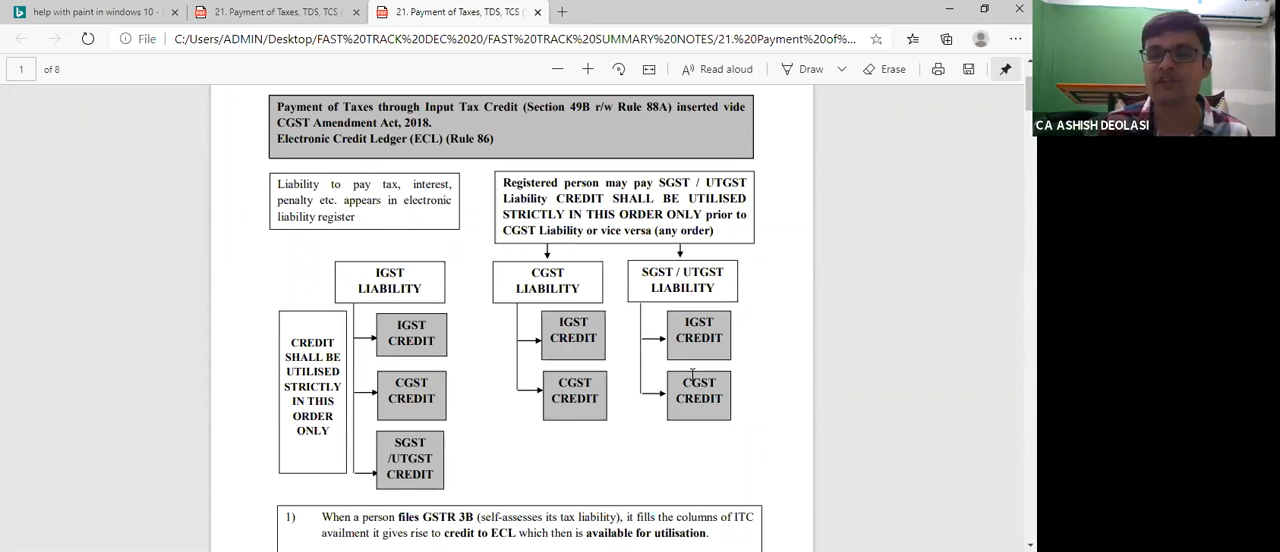 help with paint in windows 10 -
21. Payment of Taxes, TDS, TCS (
21. Payment of Taxes, TDS, TCS (
File
C:/Users/ADMIN/Desktop/FAST%20TRACK%20DEC%2020/FAST%20TRACK%20SUMMARY%20NOTES/21.%20Payment%20of%...
1 of 8
Read aloud
Draw
Erase
CA ASHISH DEOLASI
Payment of Taxes through Input Tax Credit (Section 49B r/w Rule 88A) inserted vide
CGST Amendment Act, 2018.
Electronic Credit Ledger (ECL) (Rule 86)
Liability to pay tax, interest,
penalty etc. appears in electronic
liability register
Registered person may pay SGST / UTGST
Liability CREDIT SHALL BE UTILISED
STRICTLY IN THIS ORDER ONLY prior to
CGST Liability or vice versa (any order)
IGST
LIABILITY
CGST
LIABILITY
SGST / UTGST
LIABILITY
CREDIT
SHALL BE
UTILISED
STRICTLY
IN THIS
ORDER
ONLY
IGST
CREDIT
CGST
CREDIT
SGST
/UTGST
CREDIT
IGST
CREDIT
CGST
CREDIT
IGST
CREDIT
CGST
CREDIT
1) When a person files GSTR 3B (self-assesses its tax liability), it fills the columns of ITC
availment it gives rise to credit to ECL which then is available for utilisation.